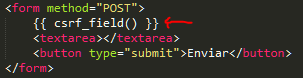 <form method="POST">
{{ csrf_field() }}
<textarea></textarea>
<button type="submit">Enviar</button>
</form>